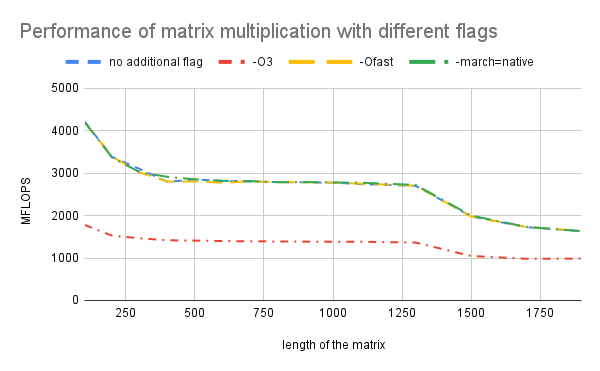 Performance of matrix multiplication with different flags
no additional flag -O3 -Ofast -march=native
5000
4000
3000
2000
1000
0
MFLOPS
250 500 750 1000 1250 1500 1750
length of the matrix